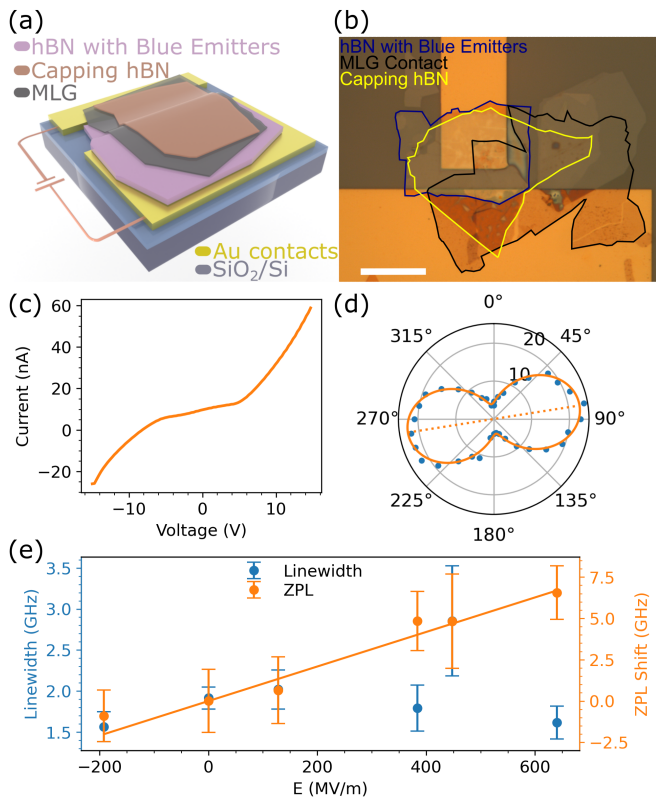 (a)
hBN with Blue Emitters
Capping hBN
MLG
Au contacts
SiO₂/Si
(b)
hBN with Blue Emitters
MLG Contact
Capping hBN
(c)
60
40
20
0
−20
Current (nA)
−10
0
10
Voltage (V)
(d)
0°
315°
45°
20
10
270°
90°
225°
135°
180°
(e)
Linewidth
ZPL
3.5
3.0
2.5
2.0
1.5
Linewidth (GHz)
7.5
5.0
2.5
0.0
−2.5
ZPL Shift (GHz)
−200
0
200
400
600
E (MV/m)